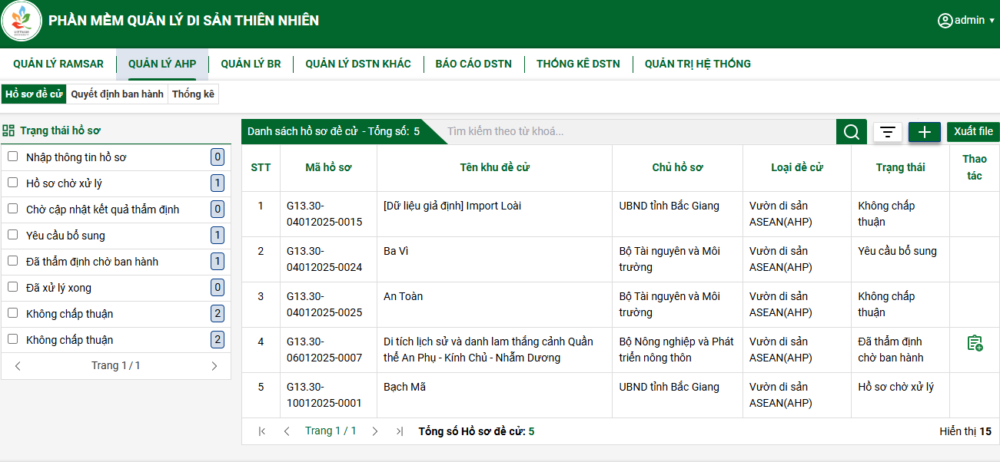 PHẦN MỀM QUẢN LÝ DI SẢN THIÊN NHIÊN
admin
QUẢN LÝ RAMSAR
QUẢN LÝ AHP
QUẢN LÝ BR
QUẢN LÝ DSTN KHÁC
BÁO CÁO DSTN
THỐNG KÊ DSTN
QUẢN TRỊ HỆ THỐNG
Hồ sơ đề cử
Quyết định ban hành
Thống kê
Trạng thái hồ sơ
Nhập thông tin hồ sơ 0
Hồ sơ chờ xử lý 1
Chờ cập nhật kết quả thẩm định 0
Yêu cầu bổ sung 1
Đã thẩm định chờ ban hành 1
Đã xử lý xong 0
Không chấp thuận 2
Không chấp thuận 2
Trang 1 / 1
Danh sách hồ sơ đề cử - Tổng số: 5
Tìm kiếm theo từ khoá...
Xuất file
STT
Mã hồ sơ
Tên khu đề cử
Chủ hồ sơ
Loại đề cử
Trạng thái
Thao
tác
1
G13.30-
04012025-0015
[Dữ liệu giả định] Import Loài
UBND tỉnh Bắc Giang
Vườn di sản
ASEAN(AHP)
Không chấp
thuận
2
G13.30-
04012025-0024
Ba Vì
Bộ Tài nguyên và Môi
trường
Vườn di sản
ASEAN(AHP)
Yêu cầu bổ sung
3
G13.30-
04012025-0025
An Toàn
Bộ Tài nguyên và Môi
trường
Vườn di sản
ASEAN(AHP)
Không chấp
thuận
4
G13.30-
06012025-0007
Di tích lịch sử và danh lam thắng cảnh Quần
thể An Phụ - Kính Chủ - Nhẫm Dương
Bộ Nông nghiệp và Phát
triển nông thôn
Vườn di sản
ASEAN(AHP)
Đã thẩm định
chờ ban hành
5
G13.30-
10012025-0001
Bạch Mã
UBND tỉnh Bắc Giang
Vườn di sản
ASEAN(AHP)
Hồ sơ chờ xử lý
Trang 1 / 1
Tổng số Hồ sơ đề cử: 5
Hiển thị 15